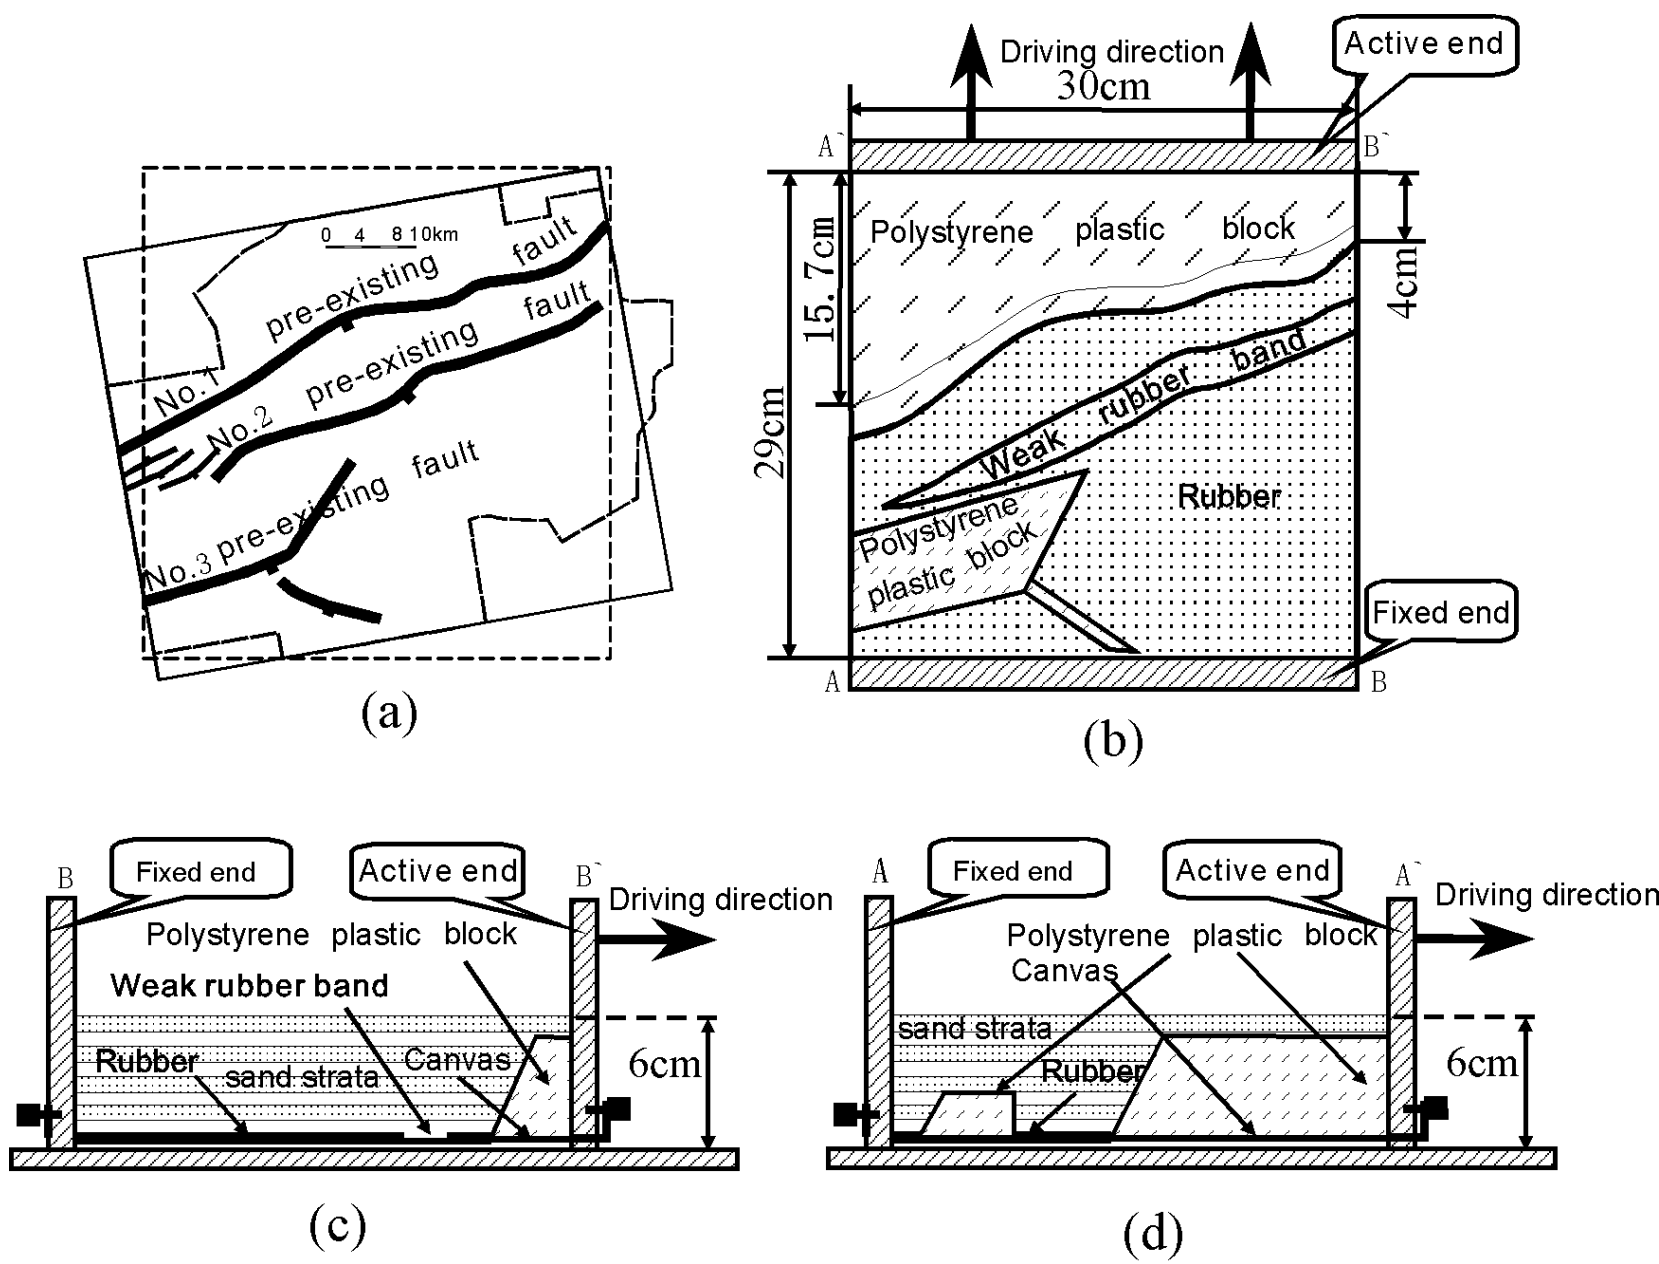 0 4 8 10km
No.1 pre-existing fault
No.2 pre-existing fault
No.3 pre-existing fault
(a)
Driving direction
Active end
30cm
A` B`
Polystyrene plastic block
15.7cm
4cm
29cm
Weak rubber band
Rubber
Polystyrene
plastic block
Fixed end
A B
(b)
B Fixed end Active end B`
Driving direction
Polystyrene plastic block
Weak rubber band
Rubber sand strata Canvas
6cm
(c)
A Fixed end Active end A`
Driving direction
Polystyrene plastic block
Canvas
sand strata
Rubber
6cm
(d)